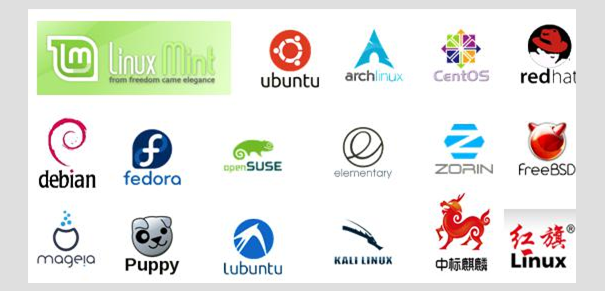 Linux Mint
from freedom came elegance
ubuntu
archlinux
CentOS
redhat
debian
fedora
openSUSE
elementary
ZORIN
FreeBSD
mageia
Puppy
lubuntu
KALI LINUX
中标麒麟
红旗®
Linux